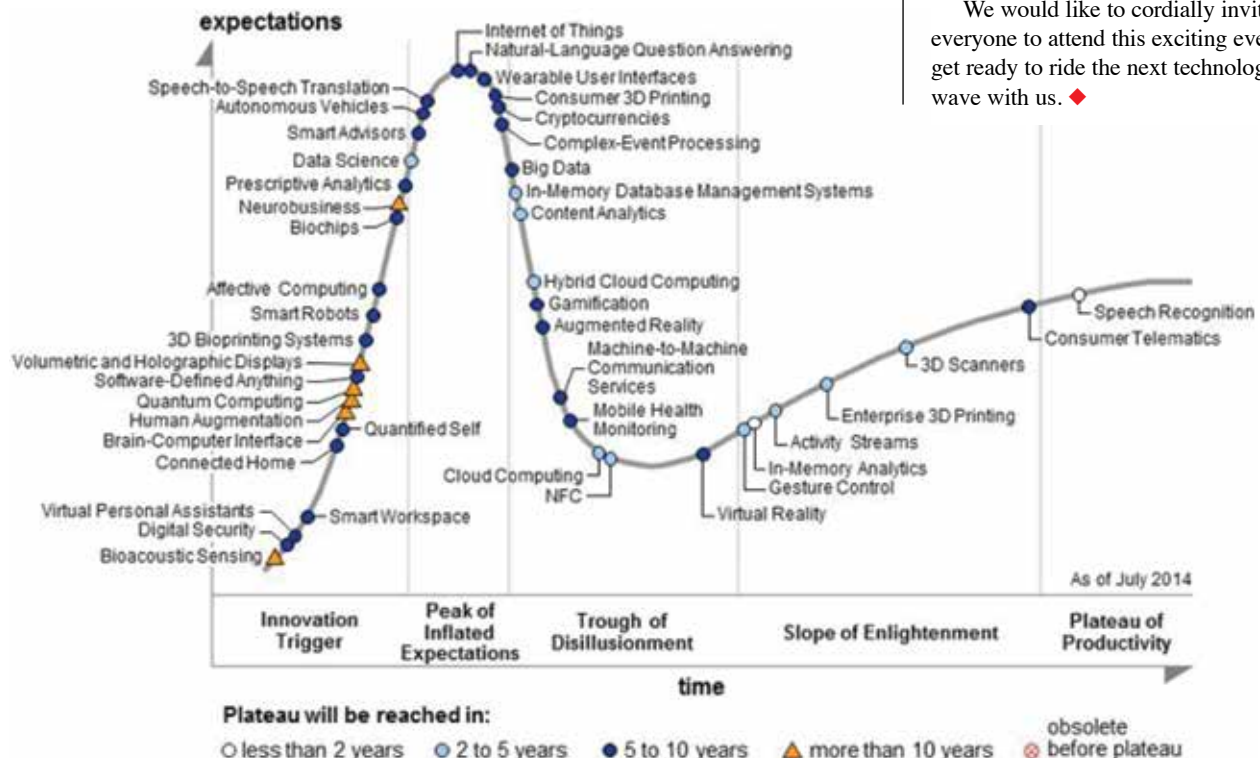 We would like to cordially invit
everyone to attend this exciting eve
get ready to ride the next technolog
wave with us.
expectations
Internet of Things
Natural-Language Question Answering
Wearable User Interfaces
Consumer 3D Printing
Cryptocurrencies
Complex-Event Processing
Speech-to-Speech Translation
Autonomous Vehicles
Smart Advisors
Data Science
Prescriptive Analytics
Neurobusiness
Biochips
Affective Computing
Smart Robots
3D Bioprinting Systems
Volumetric and Holographic Displays
Software-Defined Anything
Quantum Computing
Human Augmentation
Brain-Computer Interface
Connected Home
Quantified Self
Virtual Personal Assistants
Digital Security
Bioacoustic Sensing
Smart Workspace
Big Data
In-Memory Database Management Systems
Content Analytics
Hybrid Cloud Computing
Gamification
Augmented Reality
Machine-to-Machine
Communication
Services
Mobile Health
Monitoring
Cloud Computing
NFC
Virtual Reality
Gesture Control
In-Memory Analytics
Activity Streams
Enterprise 3D Printing
3D Scanners
Consumer Telematics
Speech Recognition
As of July 2014
Innovation
Trigger
Peak of
Inflated
Expectations
Trough of
Disillusionment
Slope of Enlightenment
Plateau of
Productivity
time
Plateau will be reached in:
less than 2 years
2 to 5 years
5 to 10 years
more than 10 years
obsolete
before plateau